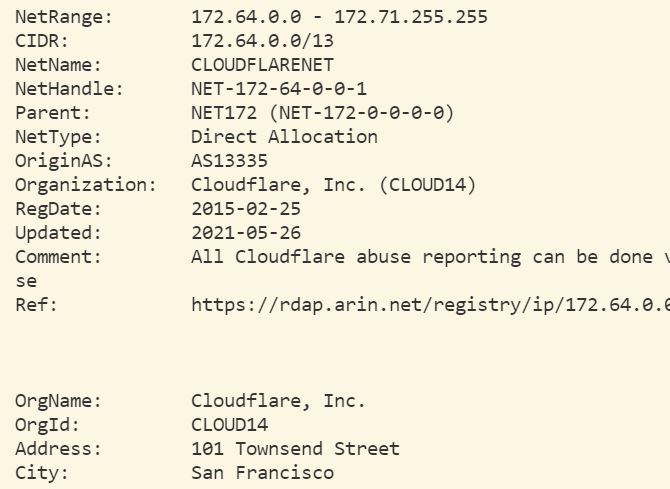 NetRange: 172.64.0.0 - 172.71.255.255
CIDR: 172.64.0.0/13
NetName: CLOUDFLARENET
NetHandle: NET-172-64-0-0-1
Parent: NET172 (NET-172-0-0-0-0)
NetType: Direct Allocation
OriginAS: AS13335
Organization: Cloudflare, Inc. (CLOUD14)
RegDate: 2015-02-25
Updated: 2021-05-26
Comment: All Cloudflare abuse reporting can be done
se
Ref: https://rdap.arin.net/registry/ip/172.64.0.
OrgName: Cloudflare, Inc.
OrgId: CLOUD14
Address: 101 Townsend Street
City: San Francisco